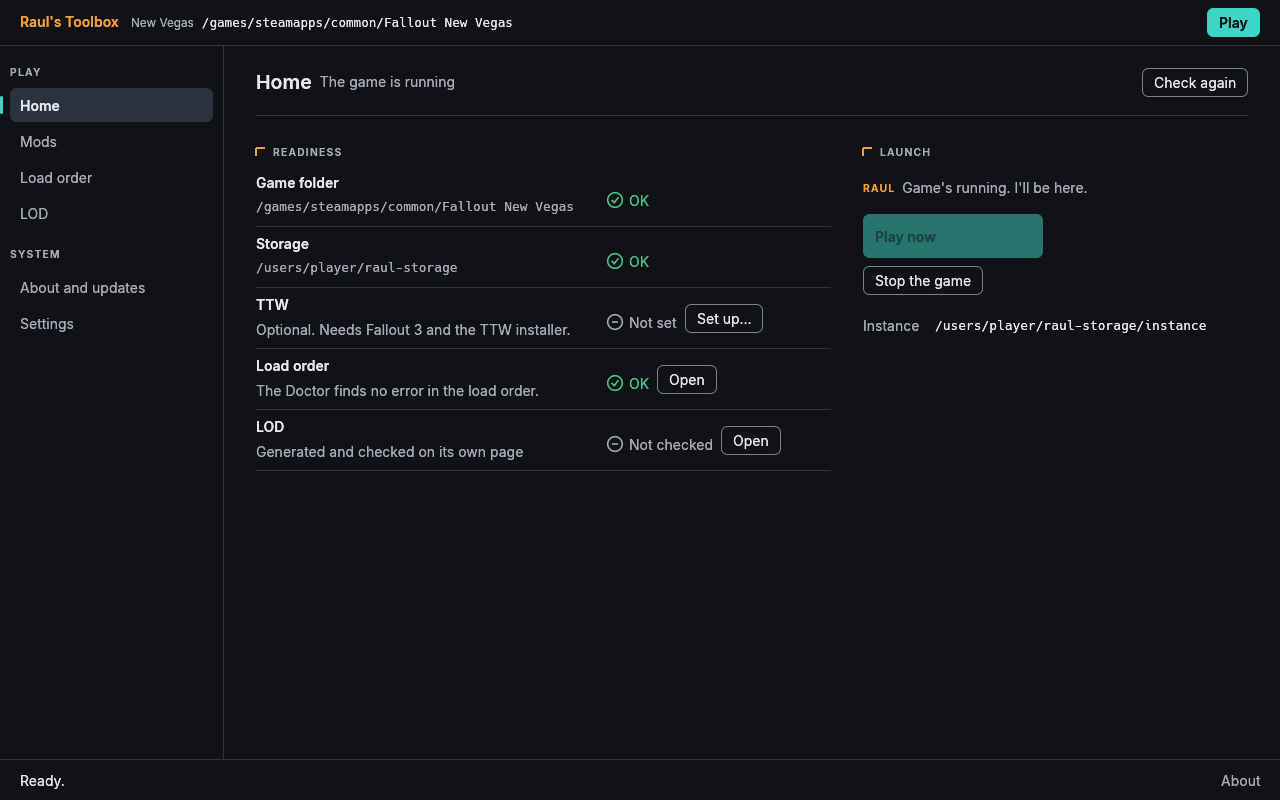 Raul's Toolbox New Vegas /games/steamapps/common/Fallout New Vegas Play
PLAY
Home
Mods
Load order
LOD
SYSTEM
About and updates
Settings
Home The game is running Check again
READINESS
Game folder
/games/steamapps/common/Fallout New Vegas OK
Storage
/users/player/raul-storage OK
TTW
Optional. Needs Fallout 3 and the TTW installer. Not set Set up...
Load order
The Doctor finds no error in the load order. OK Open
LOD
Generated and checked on its own page Not checked Open
LAUNCH
RAUL Game's running. I'll be here.
Play now
Stop the game
Instance /users/player/raul-storage/instance
Ready. About